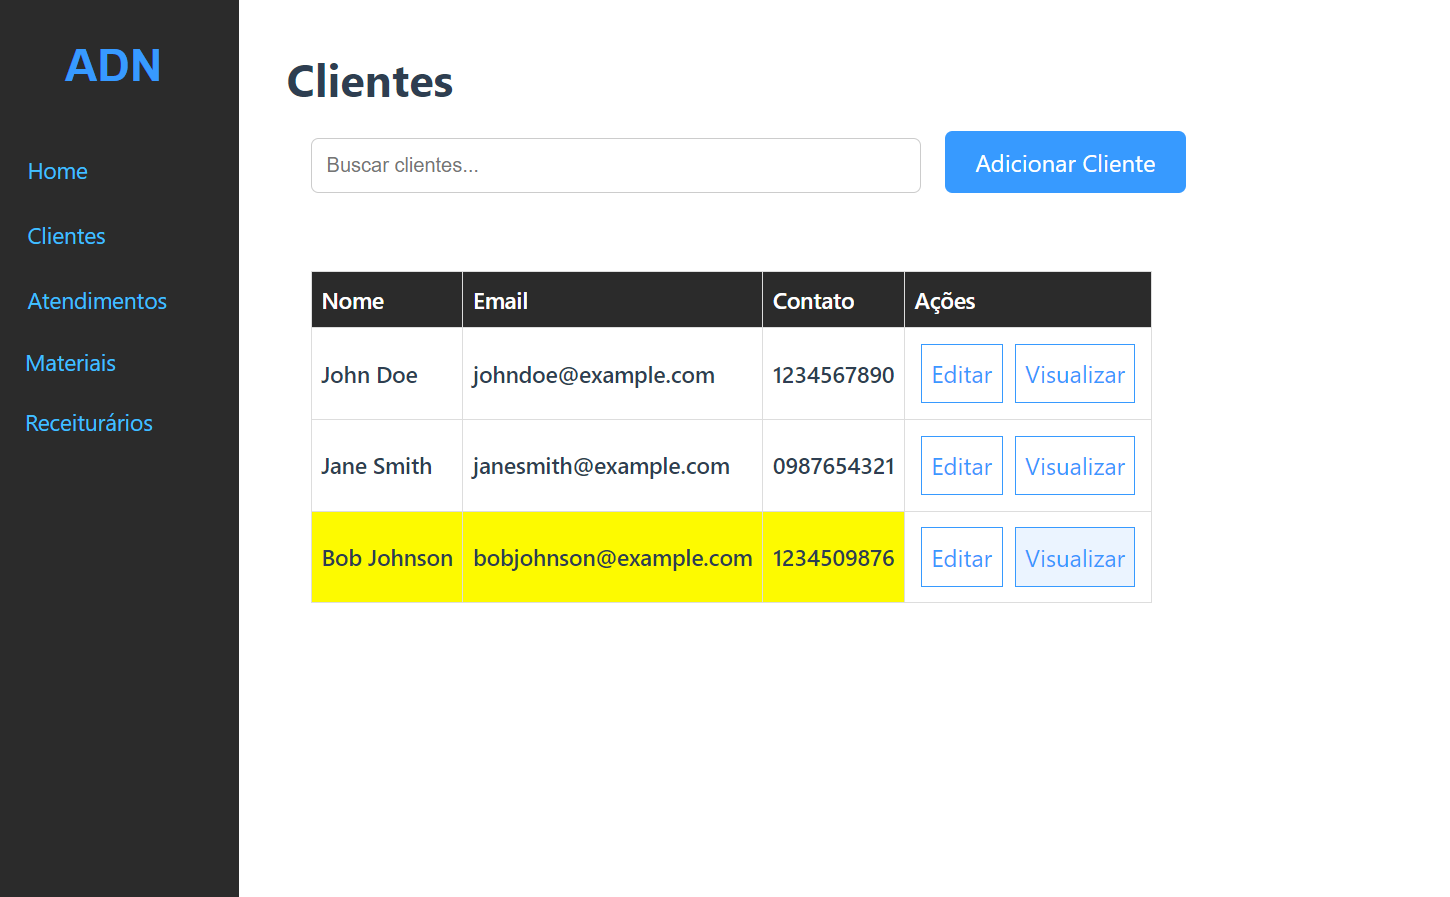 ADN
Home
Clientes
Atendimentos
Materiais
Receiturários
Clientes
Buscar clientes...
Adicionar Cliente
Nome Email Contato Ações
John Doe johndoe@example.com 1234567890 Editar Visualizar
Jane Smith janesmith@example.com 0987654321 Editar Visualizar
Bob Johnson bobjohnson@example.com 1234509876 Editar Visualizar